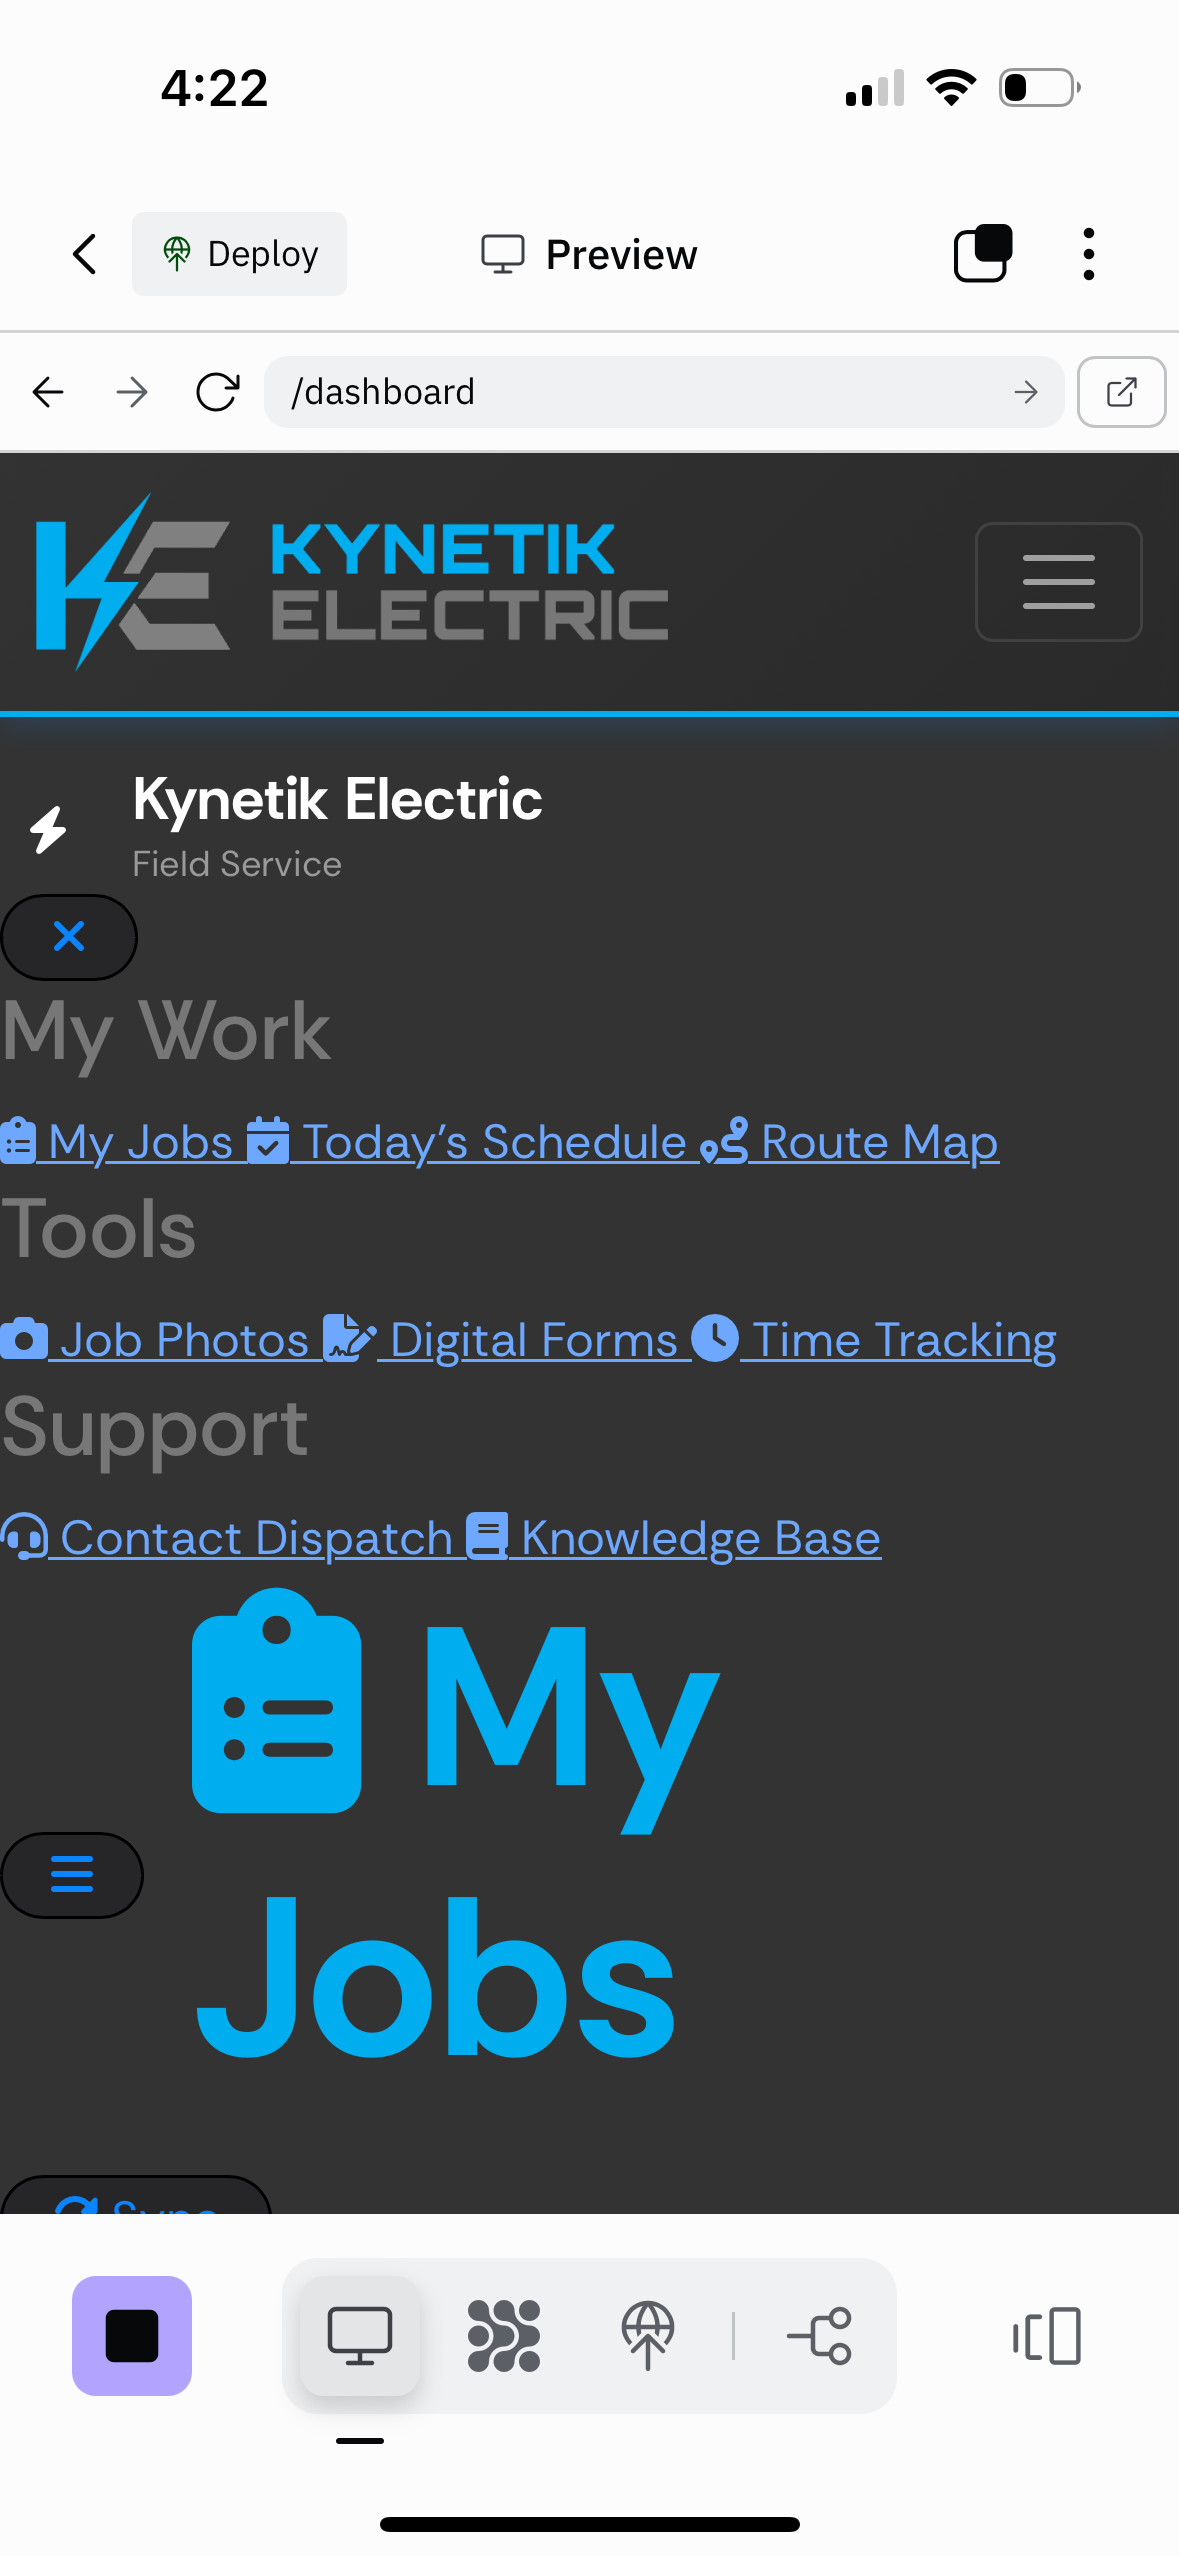 4:22
Deploy
Preview
/dashboard
KYNETIK
ELECTRIC
Kynetik Electric
Field Service
My Work
My Jobs Today's Schedule Route Map
Tools
Job Photos Digital Forms Time Tracking
Support
Contact Dispatch Knowledge Base
My
Jobs
Sync